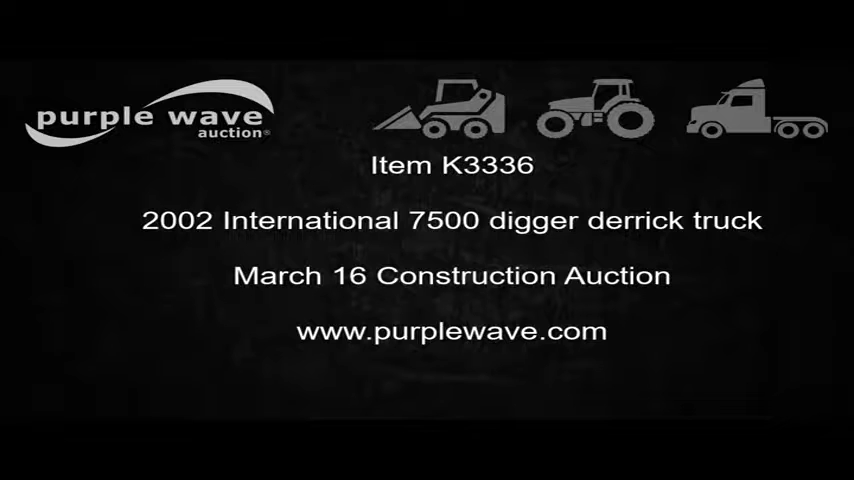 purple wave
auction®
Item K3336
2002 International 7500 digger derrick truck
March 16 Construction Auction
www.purplewave.com